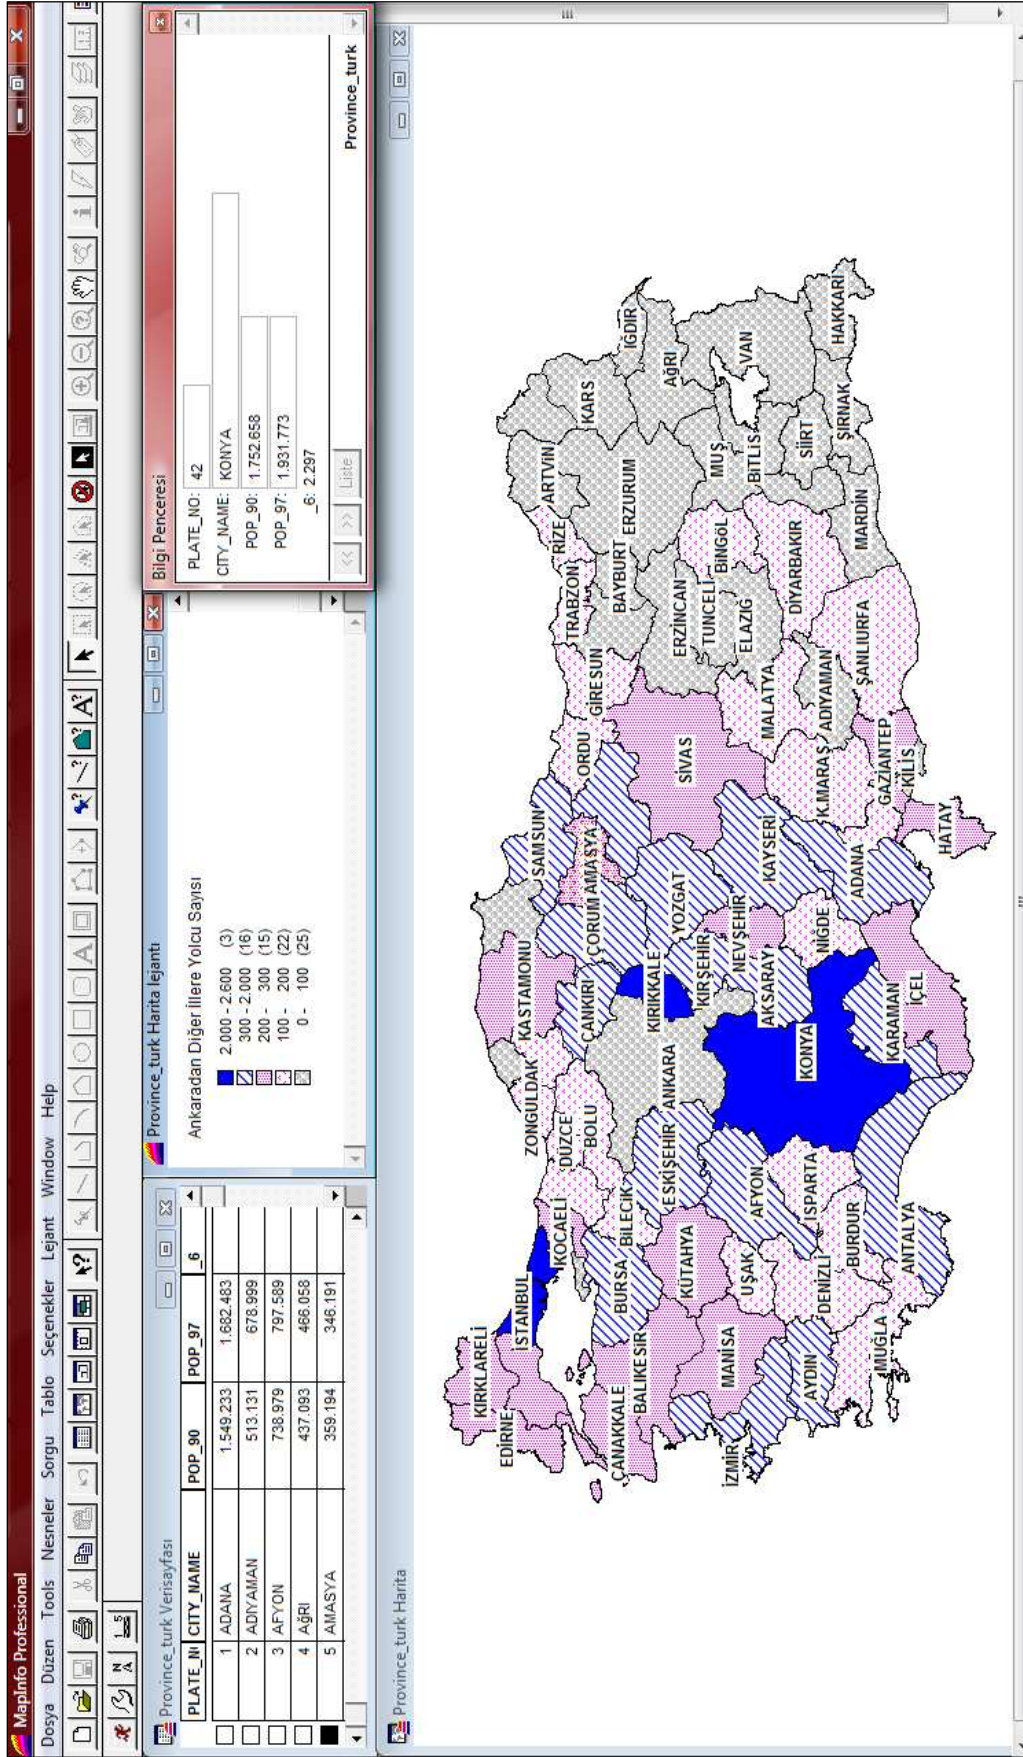 MapInfo Professional
Dosya Düzen Tools Nesneler Sorgu Tablo Seçenekler Lejant Window Help
Province_turk Verisayfası
PLATE_N CITY_NAME POP_90 POP_97 _6
1 ADANA 1.549.233 1.682.483
2 ADIYAMAN 513.131 678.999
3 AFYON 738.979 797.589
4 AğRI 437.093 466.058
5 AMASYA 359.194 346.191
Province_turk Harita lejantı
Ankaradan Diğer İllere Yolcu Sayısı
2.000 - 2.600 (3)
300 - 2.000 (16)
200 - 300 (15)
100 - 200 (22)
0 - 100 (25)
Bilgi Penceresi
PLATE_NO: 42
CITY_NAME: KONYA
POP_90: 1.752.658
POP_97: 1.931.773
_6: 2.297
<< >> Liste
Province_turk
Province_turk Harita
KIRKLARELİ
EDİRNE
İSTANBUL
KOCAELİ
ZONGULDAK
DÜZCE
BOLU
KASTAMONU
ÇANKIRI
SAMSUN
ÇORUM
AMASYA
ORDU
GİRESUN
TRABZON
RİZE
ARTVİN
KARS
IĞDIR
AğRI
BAYBURT
ERZURUM
ERZİNCAN
TUNCELİ
ELAZIĞ
BİNGöL
MUŞ
BİTLİS
VAN
SİİRT
ŞIRNAK
HAKKARİ
MARDİN
DİYARBAKIR
ŞANLIURFA
ADIYAMAN
MALATYA
SİVAS
K.MARAŞ
GAZİANTEP
KİLİS
HATAY
ADANA
KAYSERİ
YOZGAT
NEVŞEHİR
KIRŞEHİR
KIRIKKALE
AKSARAY
NİĞDE
İÇEL
KARAMAN
KONYA
ANKARA
ESKİŞEHİR
BİLECİK
BURSA
ÇANAKKALE
BALIKESİR
KÜTAHYA
AFYON
UŞAK
MANİSA
İZMİR
AYDIN
DENİZLİ
ISPARTA
BURDUR
MUĞLA
ANTALYA